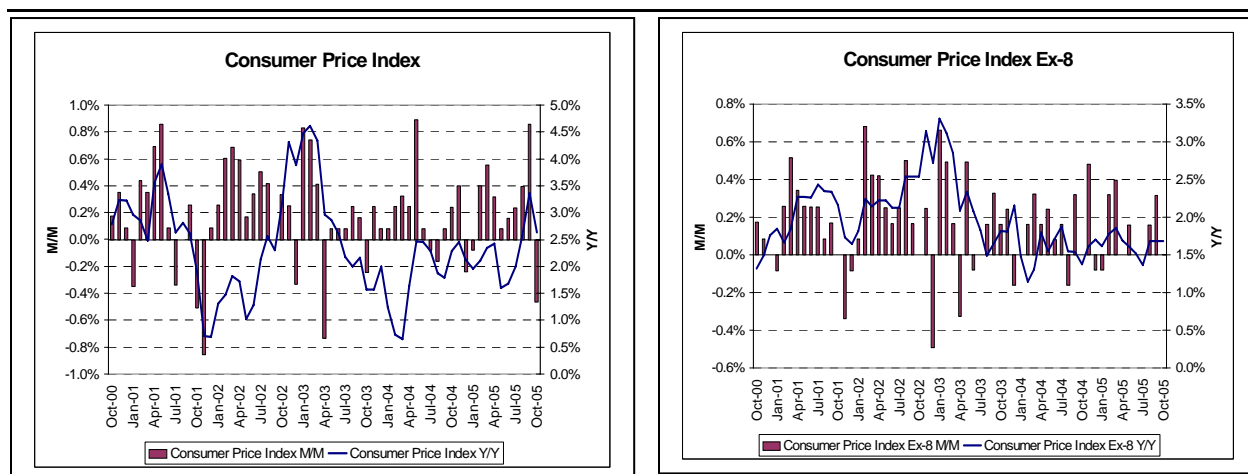 Consumer Price Index
M/M
1.0%
0.8%
0.6%
0.4%
0.2%
0.0%
-0.2%
-0.4%
-0.6%
-0.8%
-1.0%
5.0%
4.5%
4.0%
3.5%
3.0%
2.5%
2.0%
1.5%
1.0%
0.5%
0.0%
Y/Y
Oct-00
Jan-01
Apr-01
Jul-01
Oct-01
Jan-02
Apr-02
Jul-02
Oct-02
Jan-03
Apr-03
Jul-03
Oct-03
Jan-04
Apr-04
Jul-04
Oct-04
Jan-05
Apr-05
Jul-05
Oct-05
Consumer Price Index M/M
Consumer Price Index Y/Y
Consumer Price Index Ex-8
M/M
0.8%
0.6%
0.4%
0.2%
0.0%
-0.2%
-0.4%
-0.6%
3.5%
3.0%
2.5%
2.0%
1.5%
1.0%
0.5%
0.0%
Y/Y
Oct-00
Jan-01
Apr-01
Jul-01
Oct-01
Jan-02
Apr-02
Jul-02
Oct-02
Jan-03
Apr-03
Jul-03
Oct-03
Jan-04
Apr-04
Jul-04
Oct-04
Jan-05
Apr-05
Jul-05
Oct-05
Consumer Price Index Ex-8 M/M
Consumer Price Index Ex-8 Y/Y